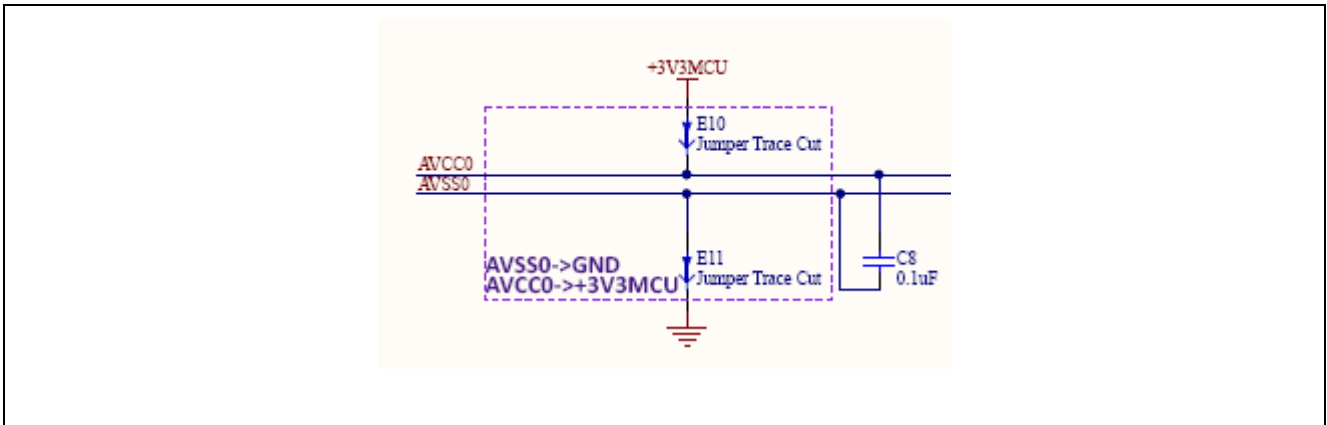 +3V3MCU
E10
Jumper Trace Cut
AVCC0
AVSS0
E11
AVSS0->GND
AVCC0->+3V3MCU
Jumper Trace Cut
C8
0.1uF